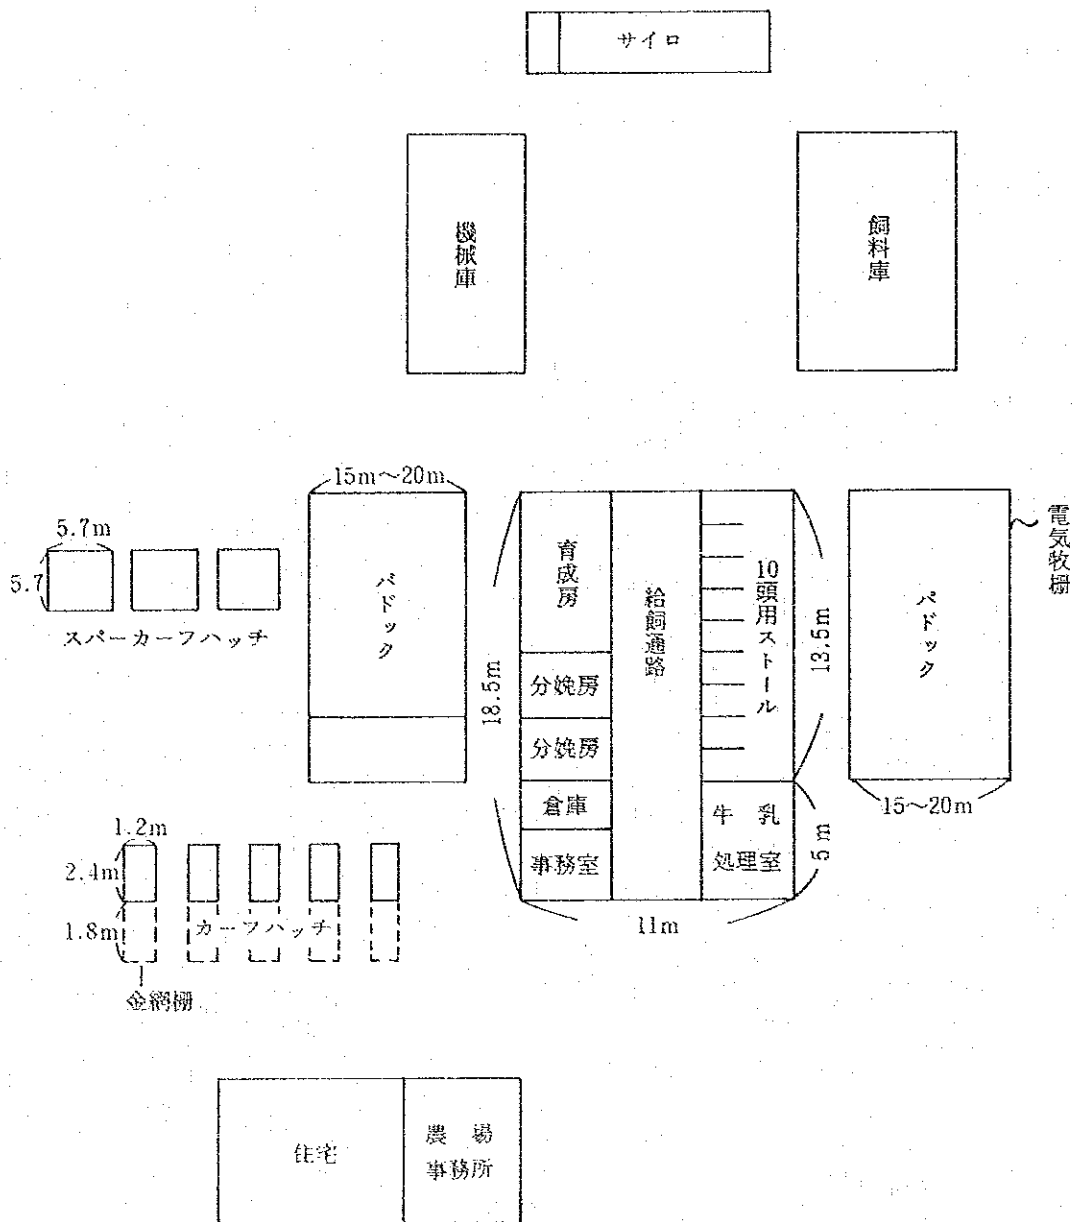 サイロ
機械庫
飼料庫
15m～20m
5.7m
5.7
スパーカーフハッチ
パドック
18.5m
育成房
分娩房
分娩房
倉庫
事務室
給飼通路
10頭用ストール
牛乳
処理室
13.5m
5m
11m
パドック
電気牧柵
15～20m
1.2m
2.4m
1.8m
カーフハッチ
金網柵
住宅
農場
事務所